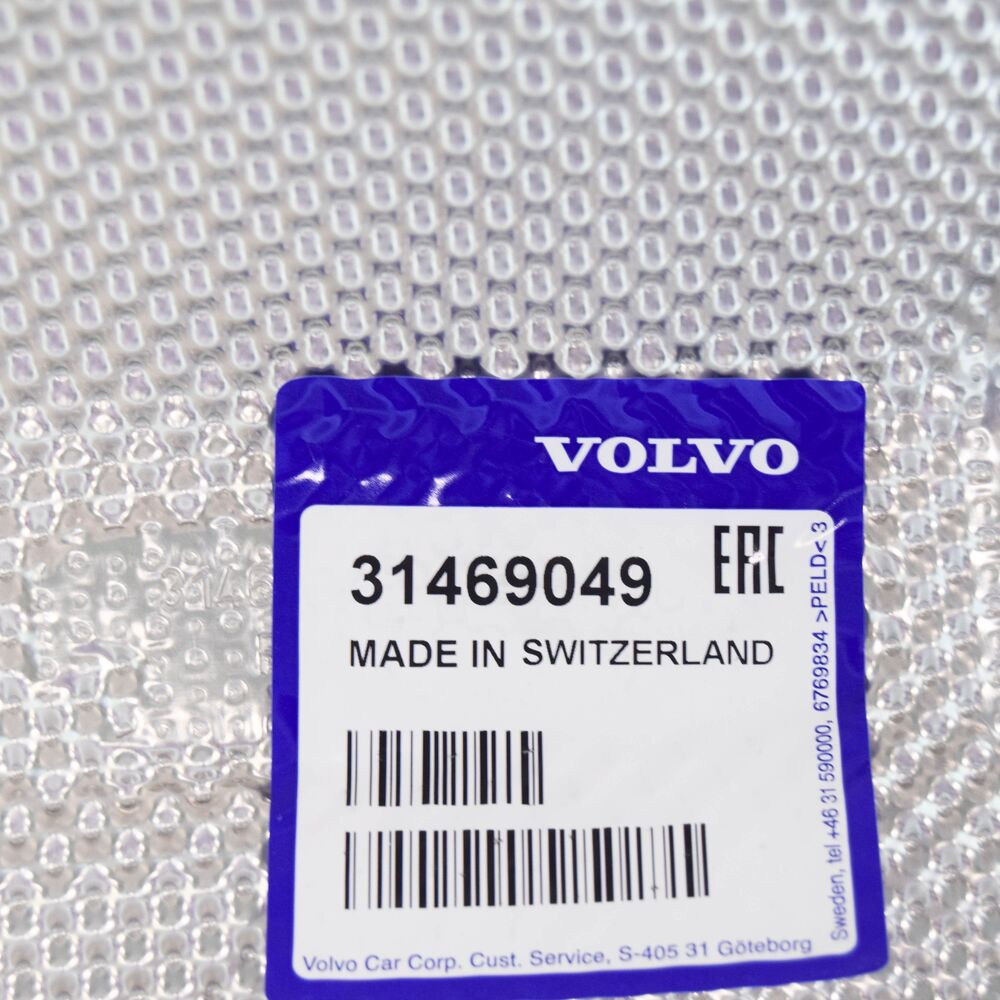 VOLVO
31469049
EAC
MADE IN SWITZERLAND
Volvo Car Corp. Cust. Service, S-405 31 Göteborg
Sweden, tel +46 31 590000, 6769834 >PELD< 3